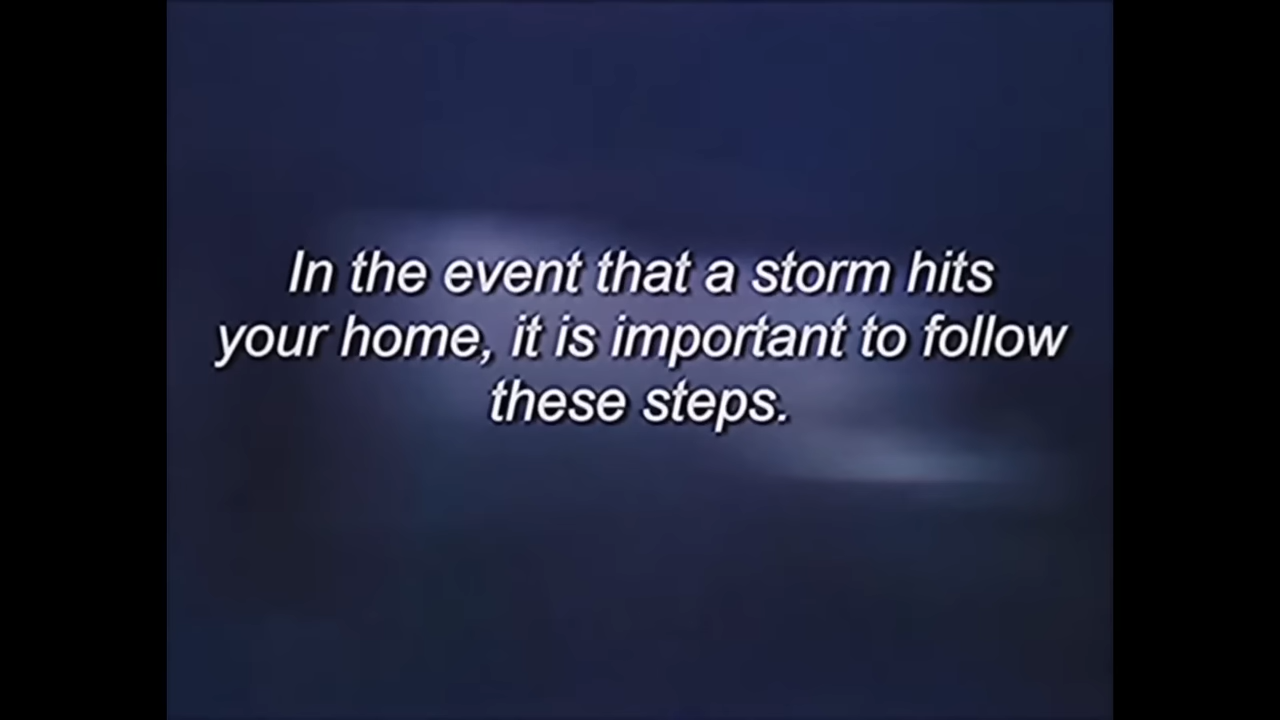 In the event that a storm hits
your home, it is important to follow
these steps.